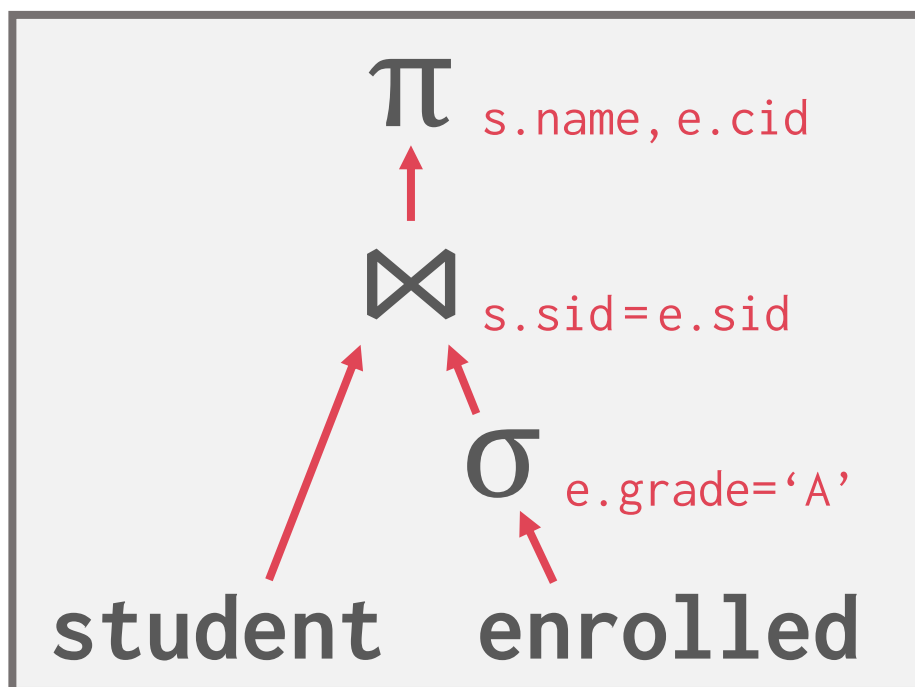 π s.name, e.cid
⋈ s.sid = e.sid
σ e.grade=‘A’
student enrolled